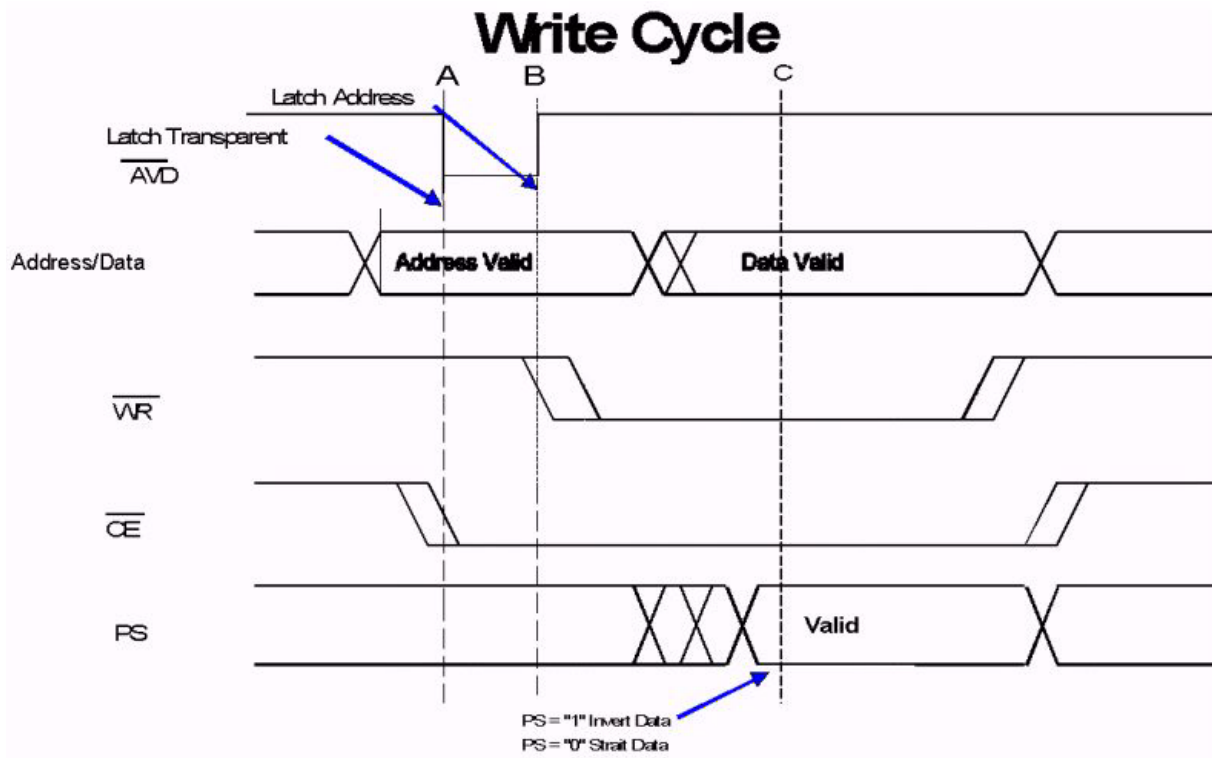 Write Cycle
A B C
Latch Address
Latch Transparent
AVD
Address/Data
Address Valid
Data Valid
WR
CE
PS
Valid
PS = "1" Invert Data
PS = "0" Strait Data